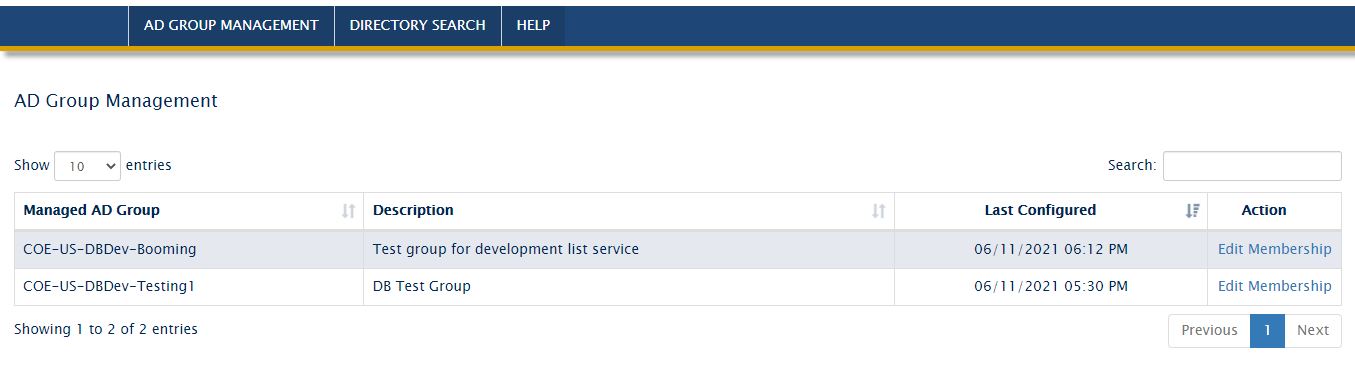 AD GROUP MANAGEMENT DIRECTORY SEARCH HELP
AD Group Management
Show 10 entries Search:
Managed AD Group Description Last Configured Action
COE-US-DBDev-Booming Test group for development list service 06/11/2021 06:12 PM Edit Membership
COE-US-DBDev-Testing1 DB Test Group 06/11/2021 05:30 PM Edit Membership
Showing 1 to 2 of 2 entries Previous 1 Next